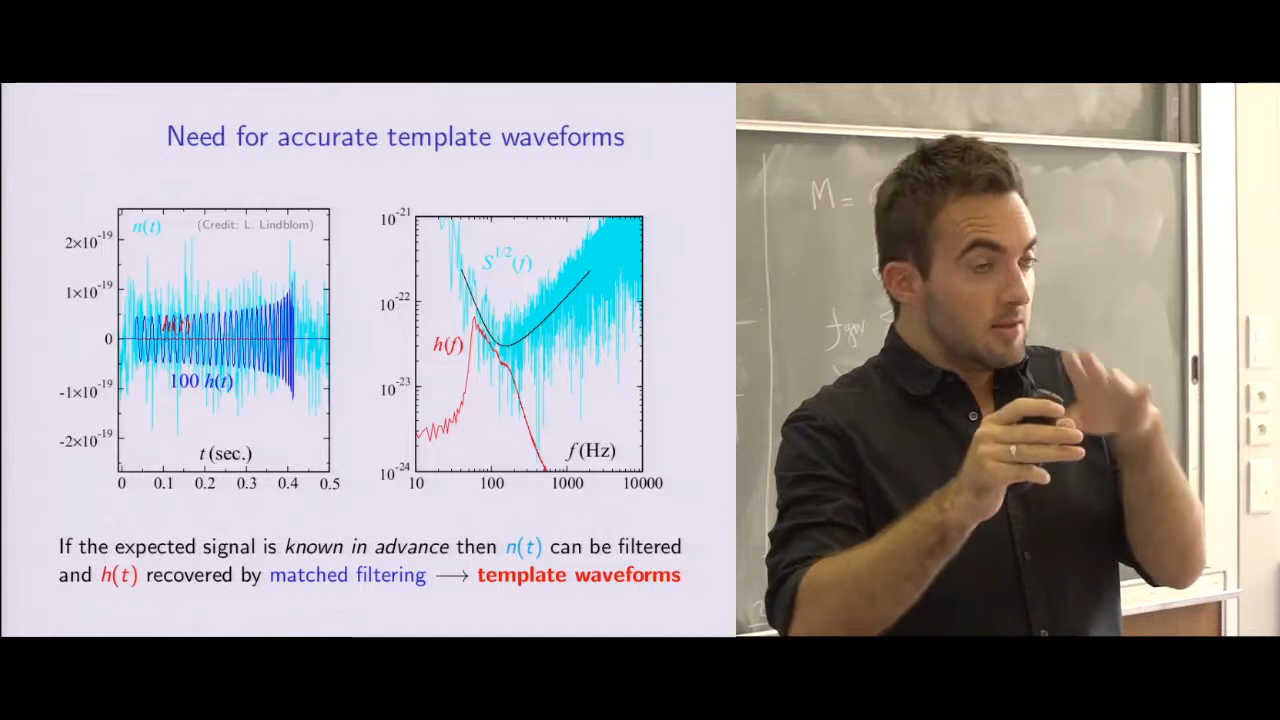 Need for accurate template waveforms
n(t)
(Credit: L. Lindblom)
2×10⁻¹⁹
1×10⁻¹⁹
0
-1×10⁻¹⁹
-2×10⁻¹⁹
h(t)
100 h(t)
t (sec.)
0 0.1 0.2 0.3 0.4 0.5
10⁻²¹
10⁻²²
10⁻²³
10⁻²⁴
S^1/2(f)
h(f)
f (Hz)
10 100 1000 10000
If the expected signal is known in advance then n(t) can be filtered
and h(t) recovered by matched filtering ⟶ template waveforms
M =
fgw